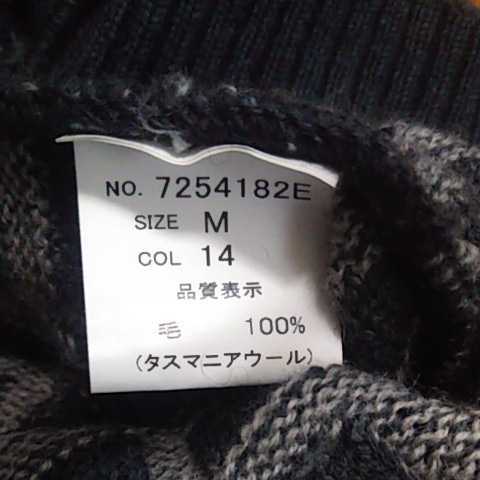 NO. 7254182E
SIZE M
COL 14
品質表示
毛 100%
(タスマニアウール)